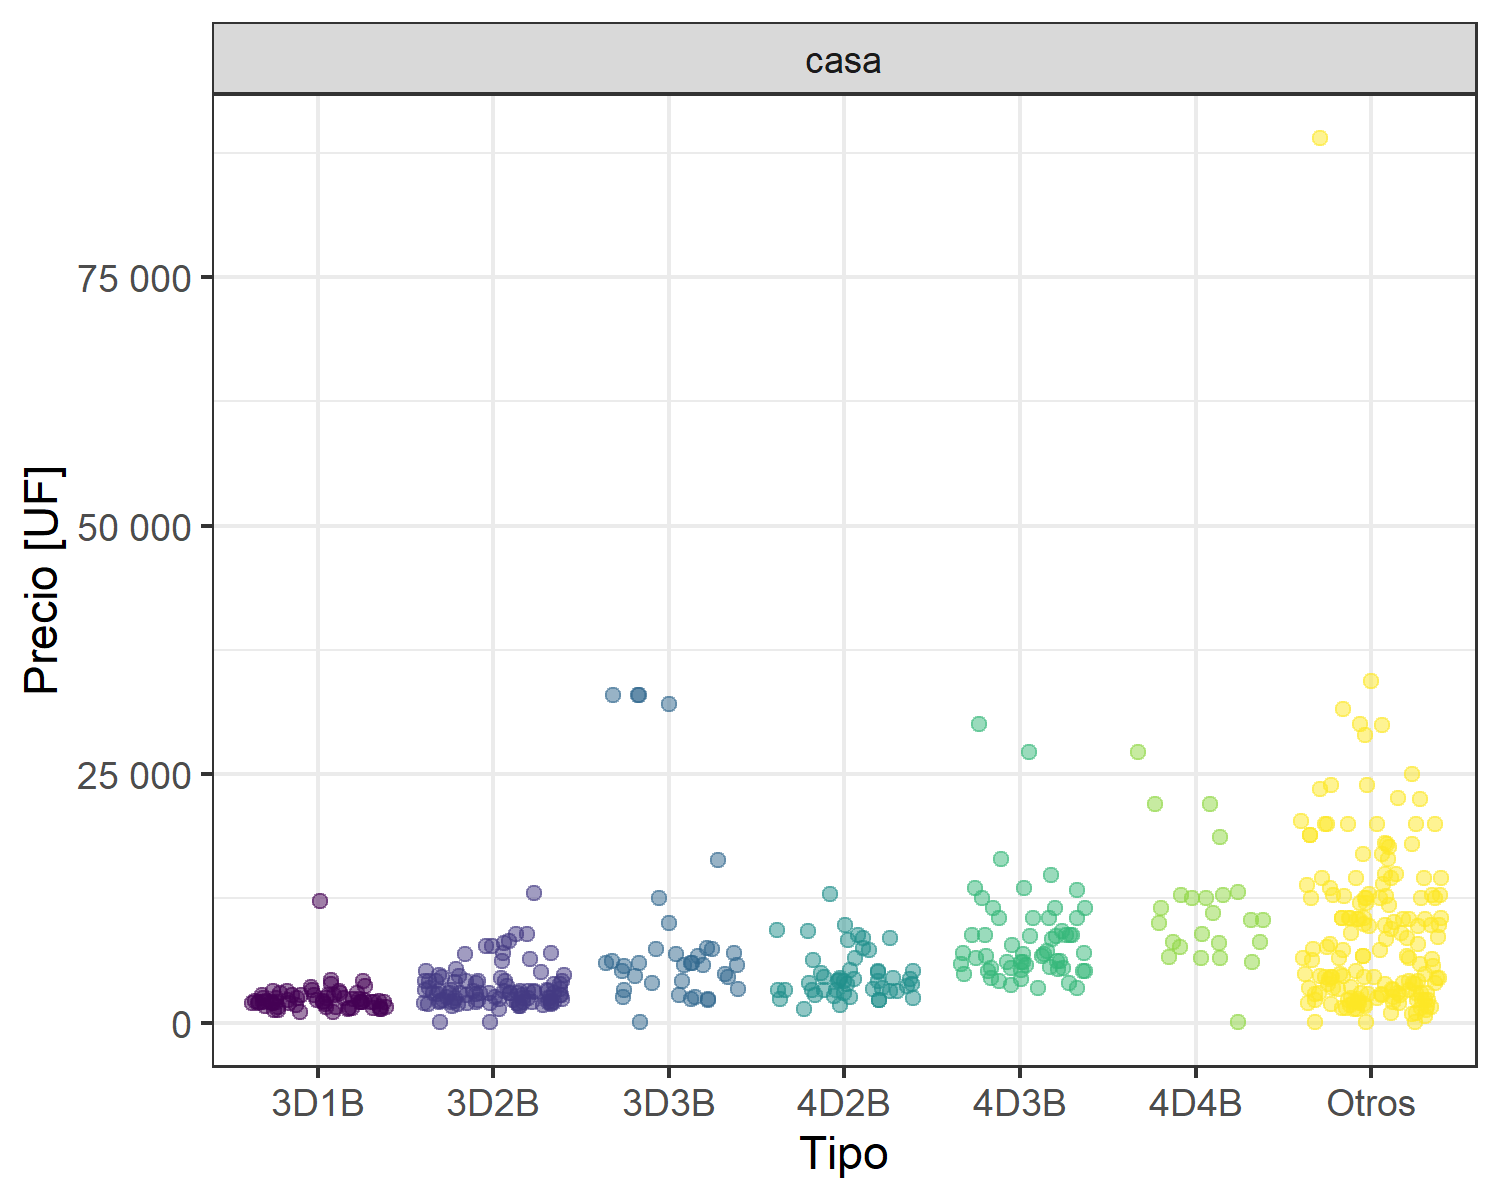 casa
Precio [UF]
75 000
50 000
25 000
0
3D1B 3D2B 3D3B 4D2B 4D3B 4D4B Otros
Tipo